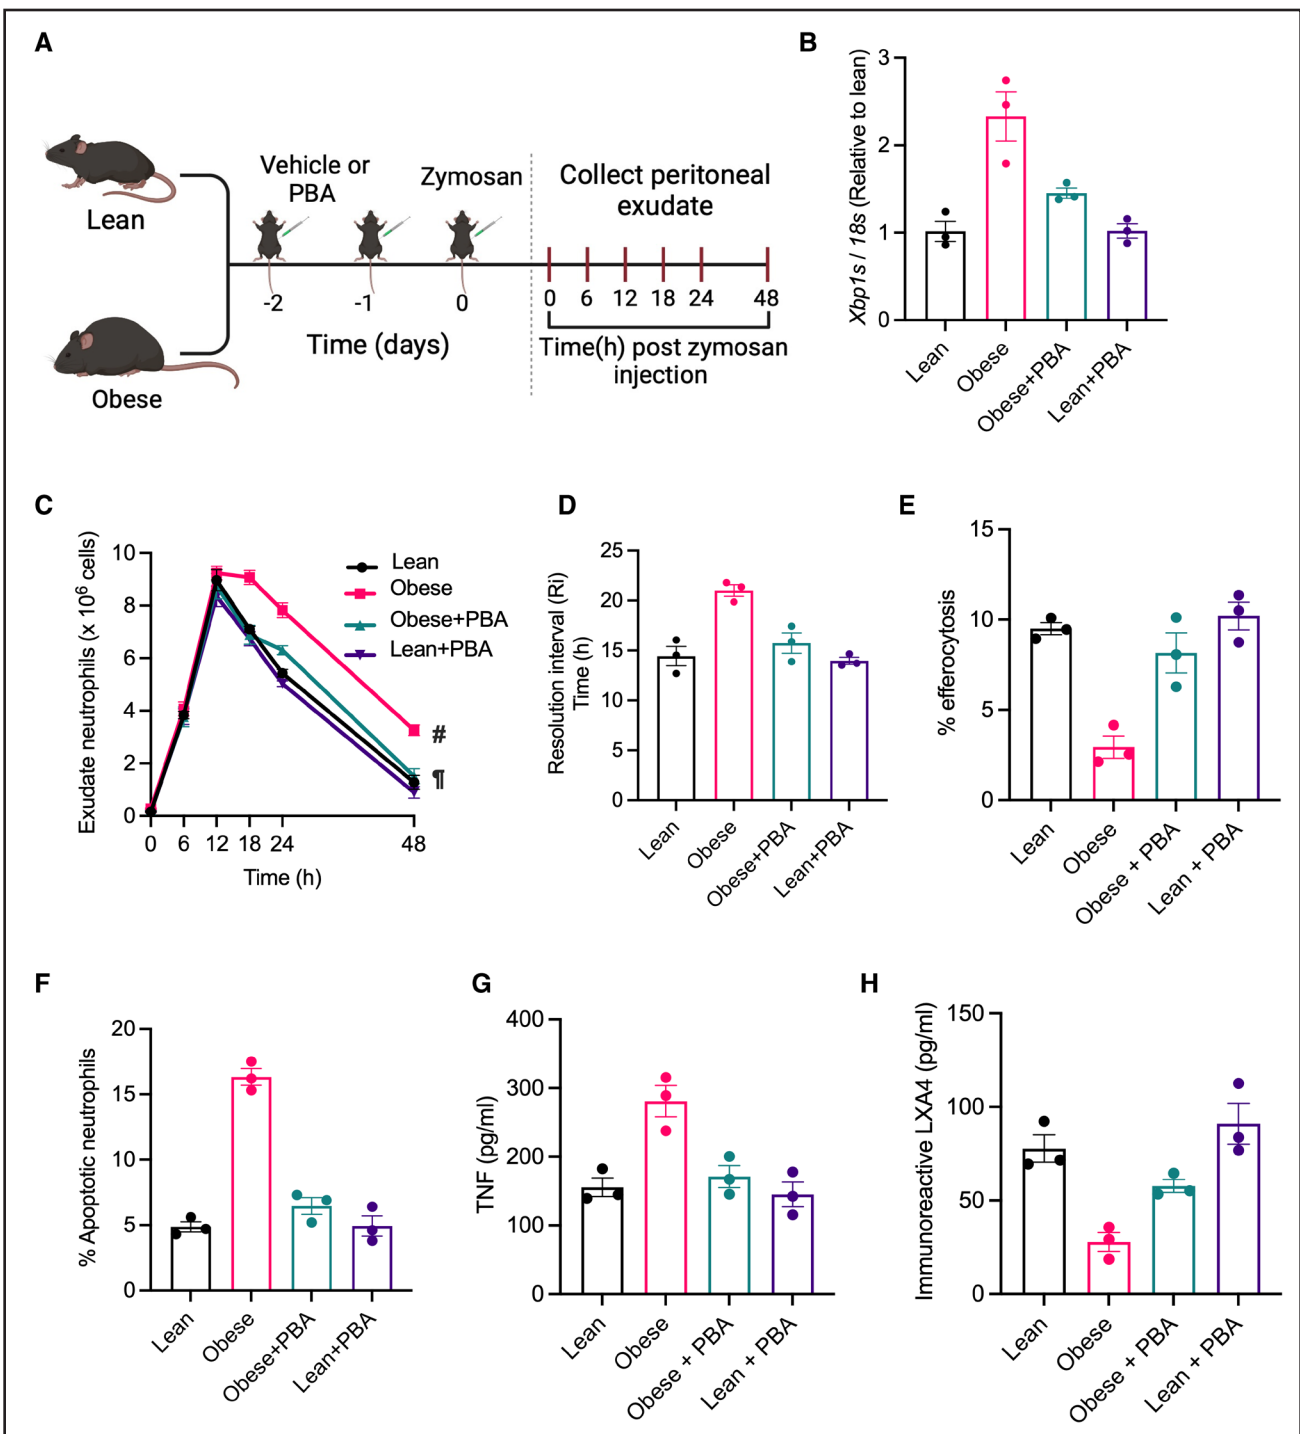 A
Lean
Obese
Vehicle or
PBA
Zymosan
Collect peritoneal
exudate
-2
-1
0
0
6
12
18
24
48
Time (days)
Time(h) post zymosan
injection
B
Xbp1s / 18s (Relative to lean)
3
2
1
0
Lean
Obese
Obese+PBA
Lean+PBA
C
Exudate neutrophils (x 10⁶ cells)
10
8
6
4
2
0
0
6
12
18
24
48
Time (h)
Lean
Obese
Obese+PBA
Lean+PBA
#
¶
D
Resolution interval (Ri)
Time (h)
25
20
15
10
5
0
Lean
Obese
Obese+PBA
Lean+PBA
E
% efferocytosis
15
10
5
0
Lean
Obese
Obese + PBA
Lean + PBA
F
% Apoptotic neutrophils
20
15
10
5
0
Lean
Obese
Obese+PBA
Lean+PBA
G
TNF (pg/ml)
400
300
200
100
0
Lean
Obese
Obese + PBA
Lean + PBA
H
Immunoreactive LXA4 (pg/ml)
150
100
50
0
Lean
Obese
Obese + PBA
Lean + PBA